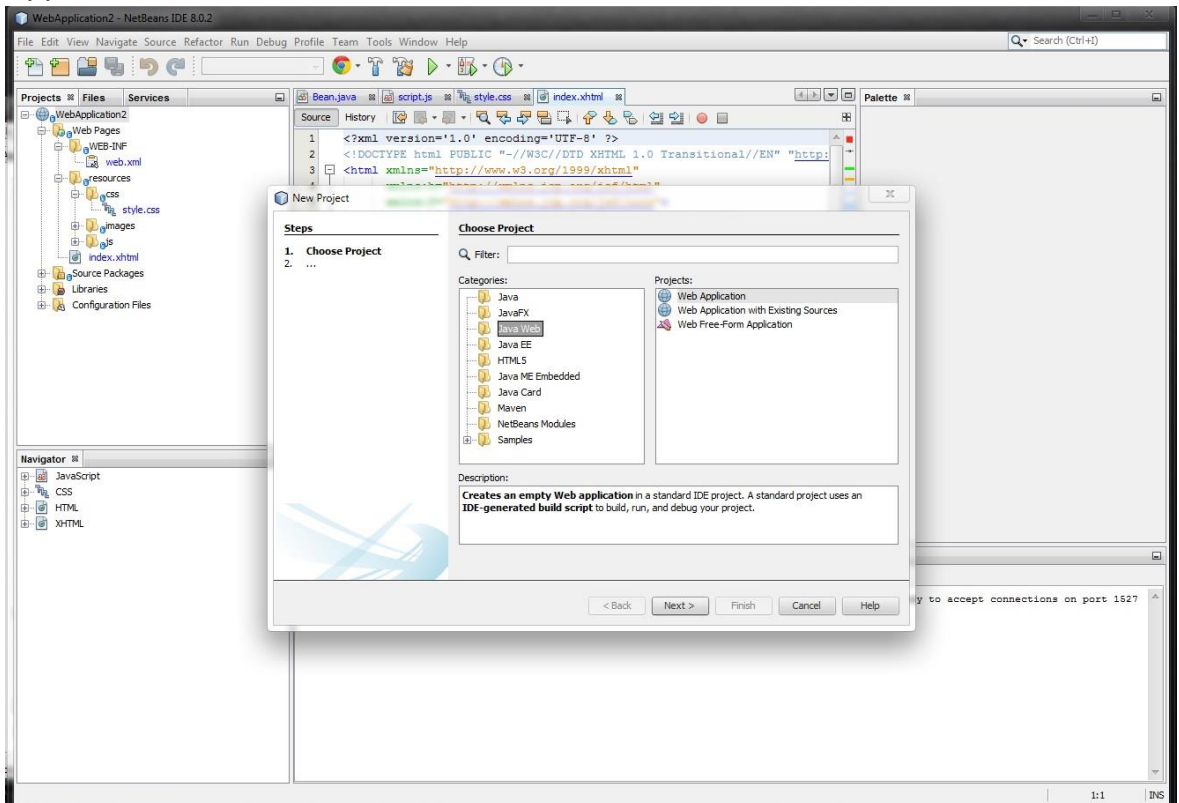 WebApplication2 - NetBeans IDE 8.0.2
File Edit View Navigate Source Refactor Run Debug Profile Team Tools Window Help
Search (Ctrl+I)
Projects Files Services
WebApplication2
Web Pages
WEB-INF
web.xml
resources
css
style.css
images
js
index.xhtml
Source Packages
Libraries
Configuration Files
Navigator
JavaScript
CSS
HTML
XHTML
Bean.java script.js style.css index.xhtml
Source History
1 <?xml version='1.0' encoding='UTF-8' ?>
2 <!DOCTYPE html PUBLIC "-//W3C//DTD XHTML 1.0 Transitional//EN" "http:
3 <html xmlns="http://www.w3.org/1999/xhtml"
Palette
New Project
Steps
1. Choose Project
2. ...
Choose Project
Filter:
Categories:
Java
JavaFX
Java Web
Java EE
HTML5
Java ME Embedded
Java Card
Maven
NetBeans Modules
Samples
Projects:
Web Application
Web Application with Existing Sources
Web Free-Form Application
Description:
Creates an empty Web application in a standard IDE project. A standard project uses an
IDE-generated build script to build, run, and debug your project.
< Back Next > Finish Cancel Help
y to accept connections on port 1527
1:1 INS